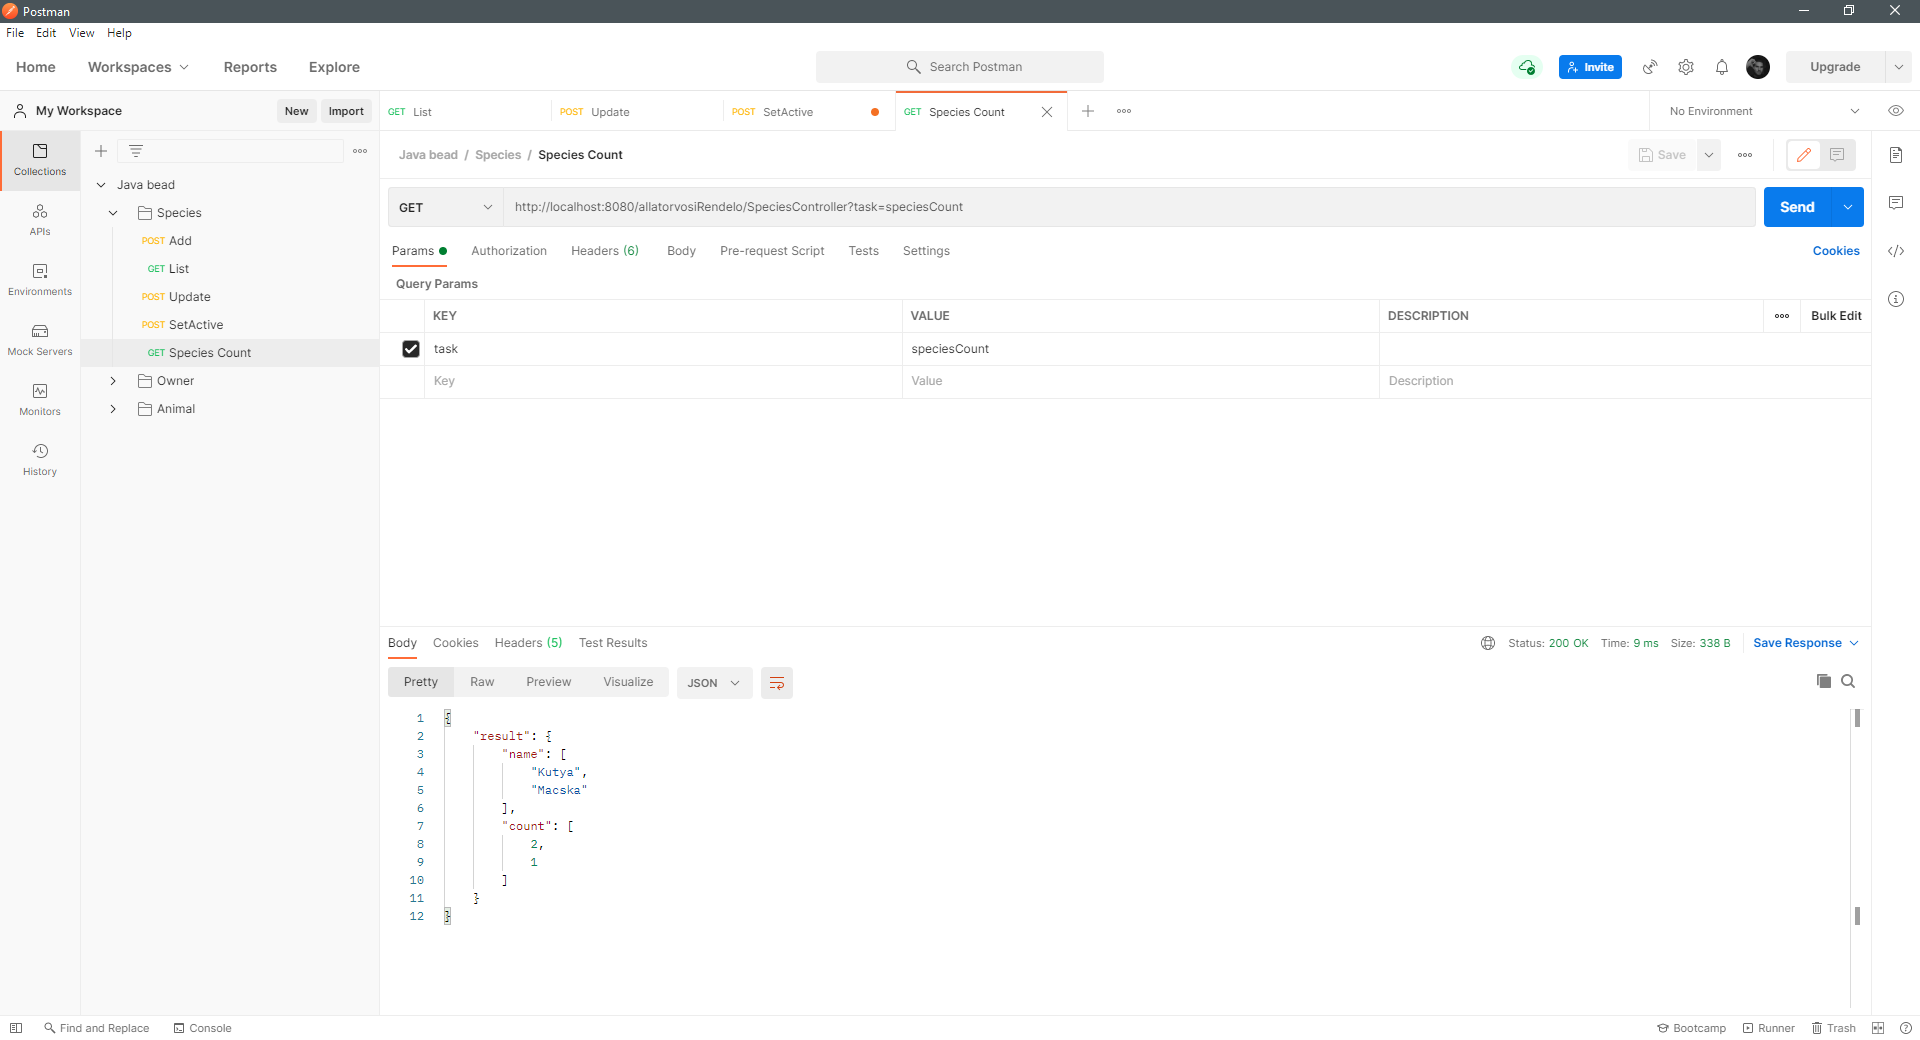 Postman
File Edit View Help
Home Workspaces Reports Explore Search Postman Invite Upgrade
My Workspace New Import GET List POST Update POST SetActive GET Species Count No Environment
Java bead / Species / Species Count Save
Collections
APIs
Environments
Mock Servers
Monitors
History
Java bead
Species
POST Add
GET List
POST Update
POST SetActive
GET Species Count
Owner
Animal
GET http://localhost:8080/allatorvosiRendelo/SpeciesController?task=speciesCount Send
Params Authorization Headers (6) Body Pre-request Script Tests Settings Cookies
Query Params
KEY VALUE DESCRIPTION Bulk Edit
task speciesCount
Key Value Description
Body Cookies Headers (5) Test Results Status: 200 OK Time: 9 ms Size: 338 B Save Response
Pretty Raw Preview Visualize JSON
1 {
2 "result": {
3 "name": [
4 "Kutya",
5 "Macska"
6 ],
7 "count": [
8 2,
9 1
10 ]
11 }
12 }
Find and Replace Console Bootcamp Runner Trash